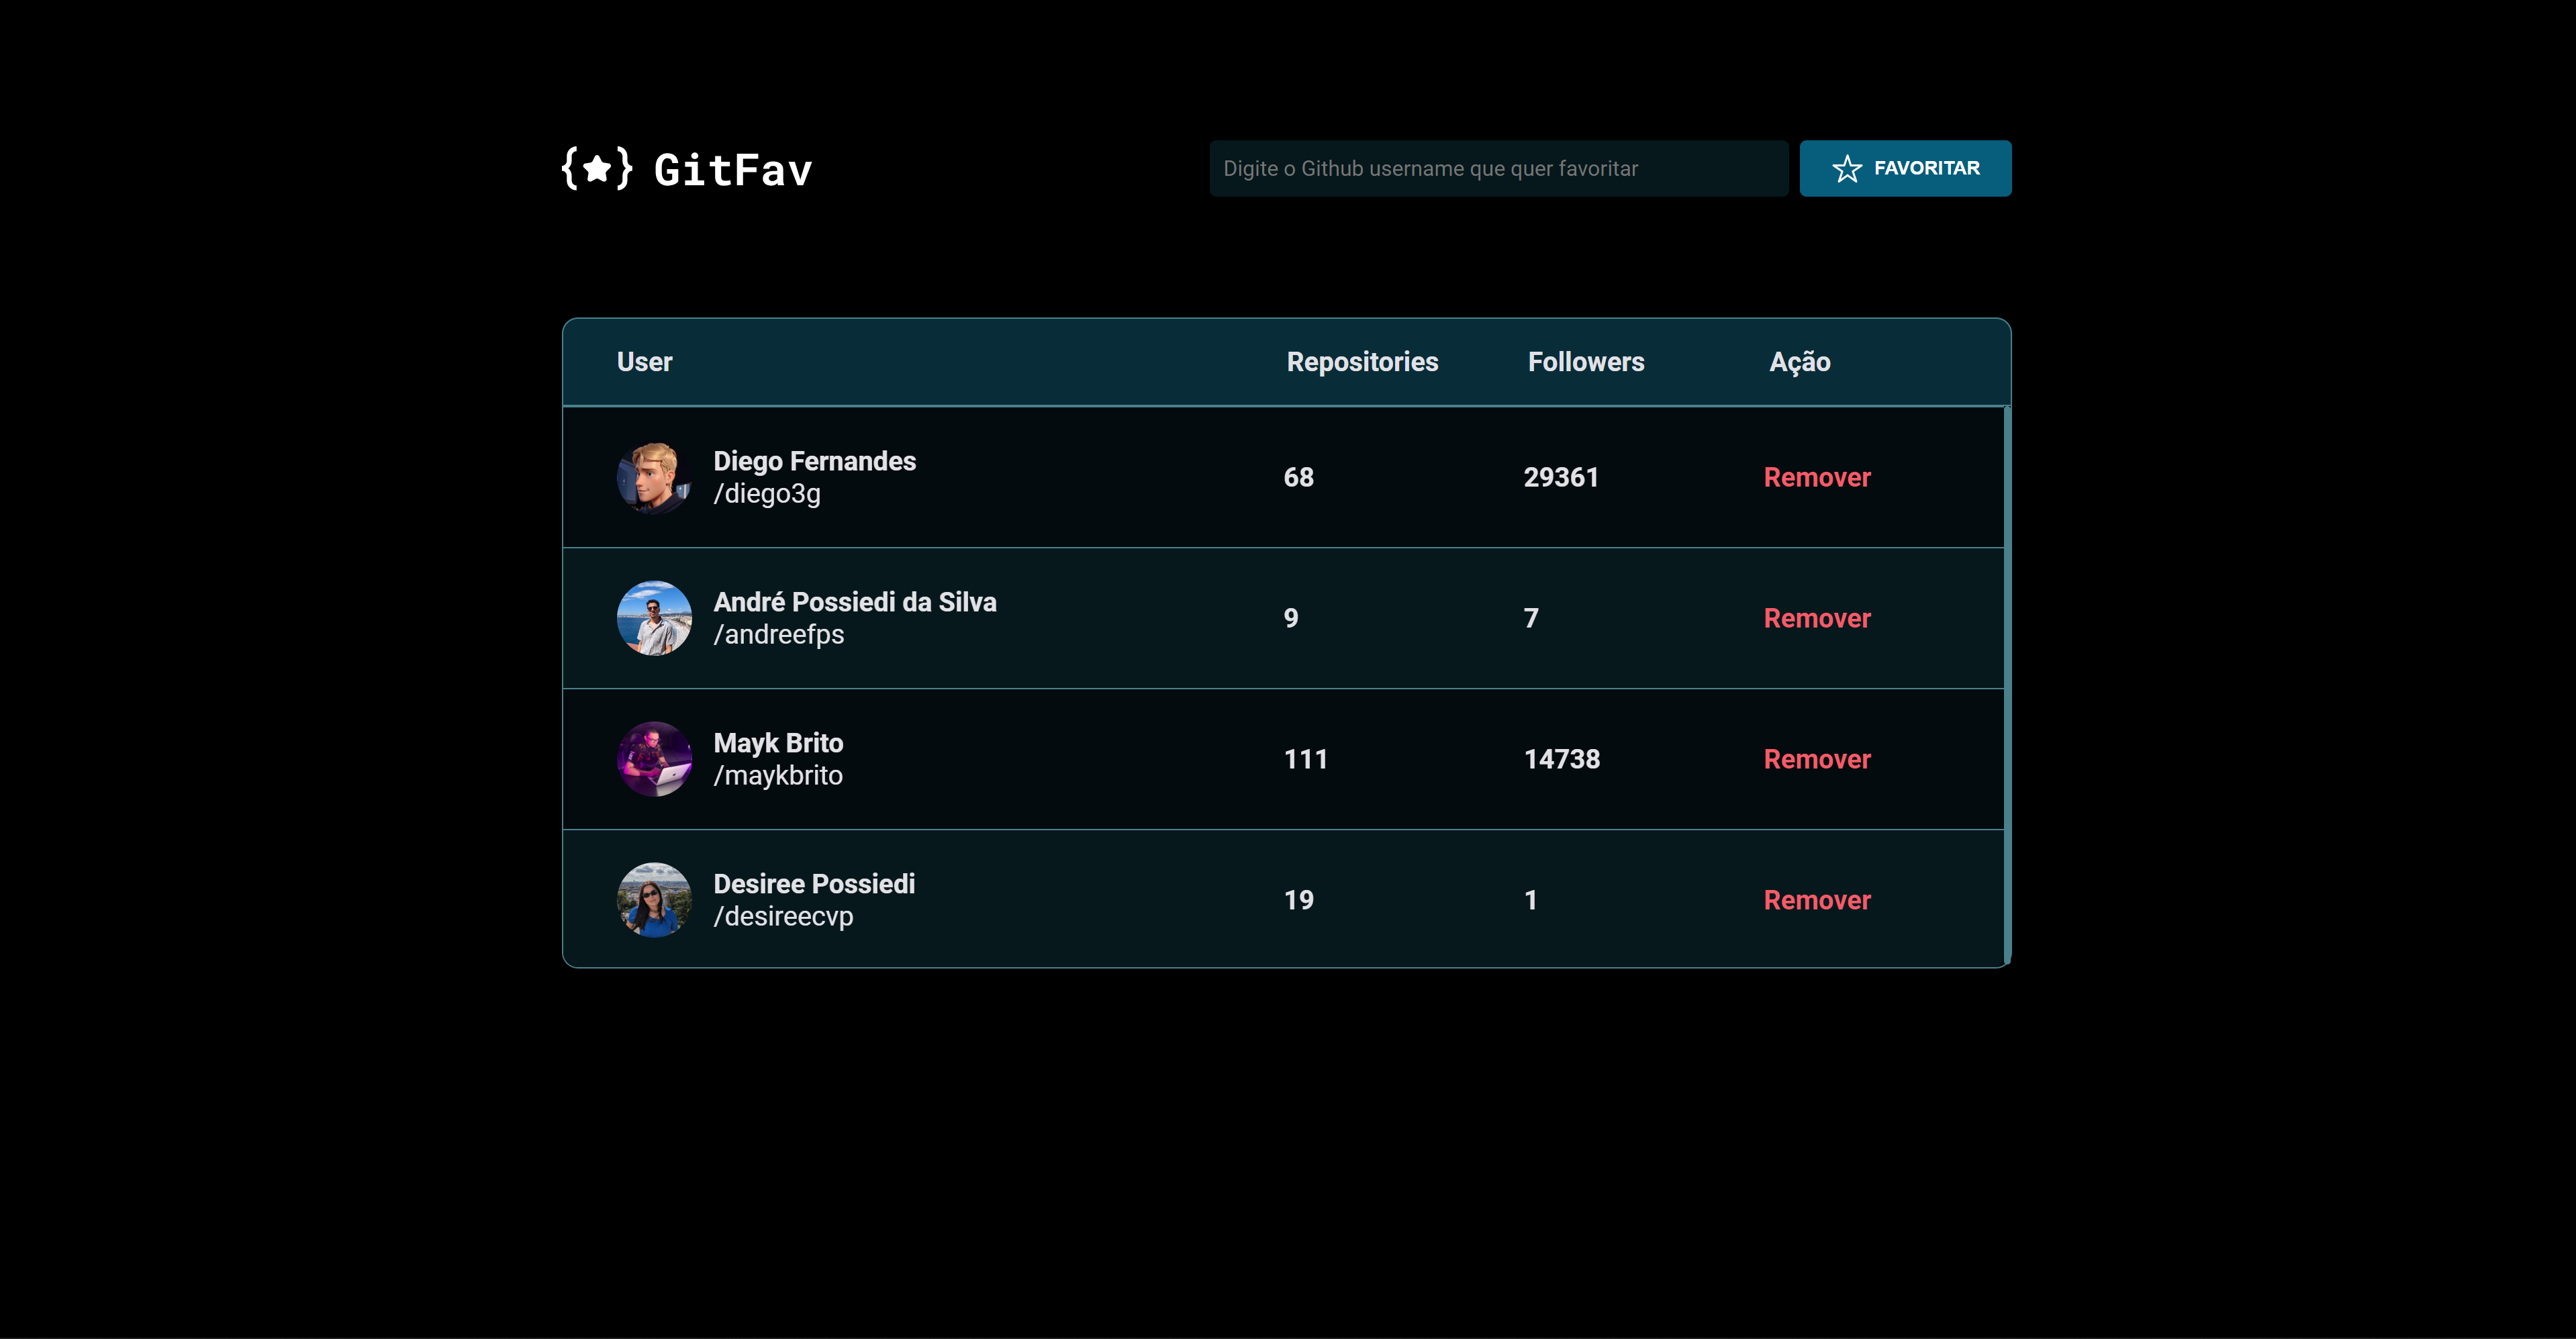 GitFav
Digite o Github username que quer favoritar
FAVORITAR
User Repositories Followers Ação
Diego Fernandes
/diego3g
68 29361 Remover
André Possiedi da Silva
/andreefps
9 7 Remover
Mayk Brito
/maykbrito
111 14738 Remover
Desiree Possiedi
/desireecvp
19 1 Remover